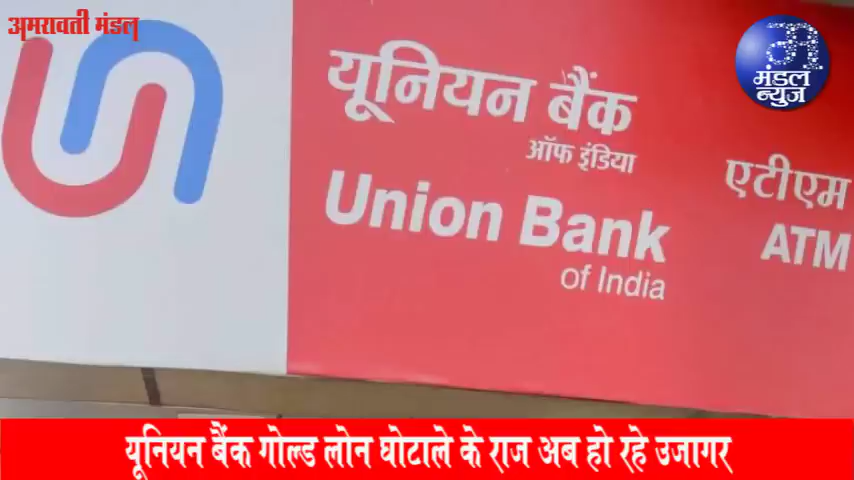 अमरावती मंडल
मंडल
न्युज
यूनियन बैंक
ऑफ इंडिया
Union Bank
of India
एटीएम
ATM
यूनियन बैंक गोल्ड लोन घोटाले के राज अब हो रहे उजागर